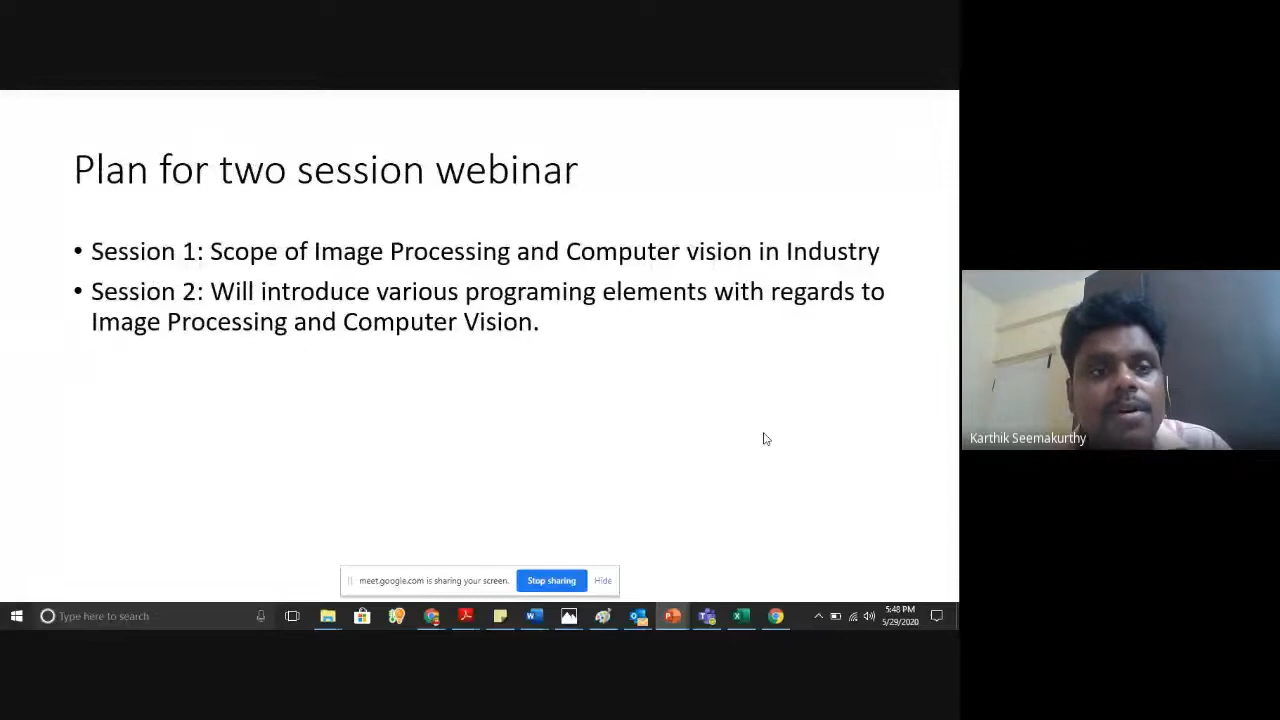 Plan for two session webinar
• Session 1: Scope of Image Processing and Computer vision in Industry
• Session 2: Will introduce various programing elements with regards to
Image Processing and Computer Vision.
Karthik Seemakurthy
meet.google.com is sharing your screen.
Stop sharing
Hide
Type here to search
5:48 PM
5/29/2020